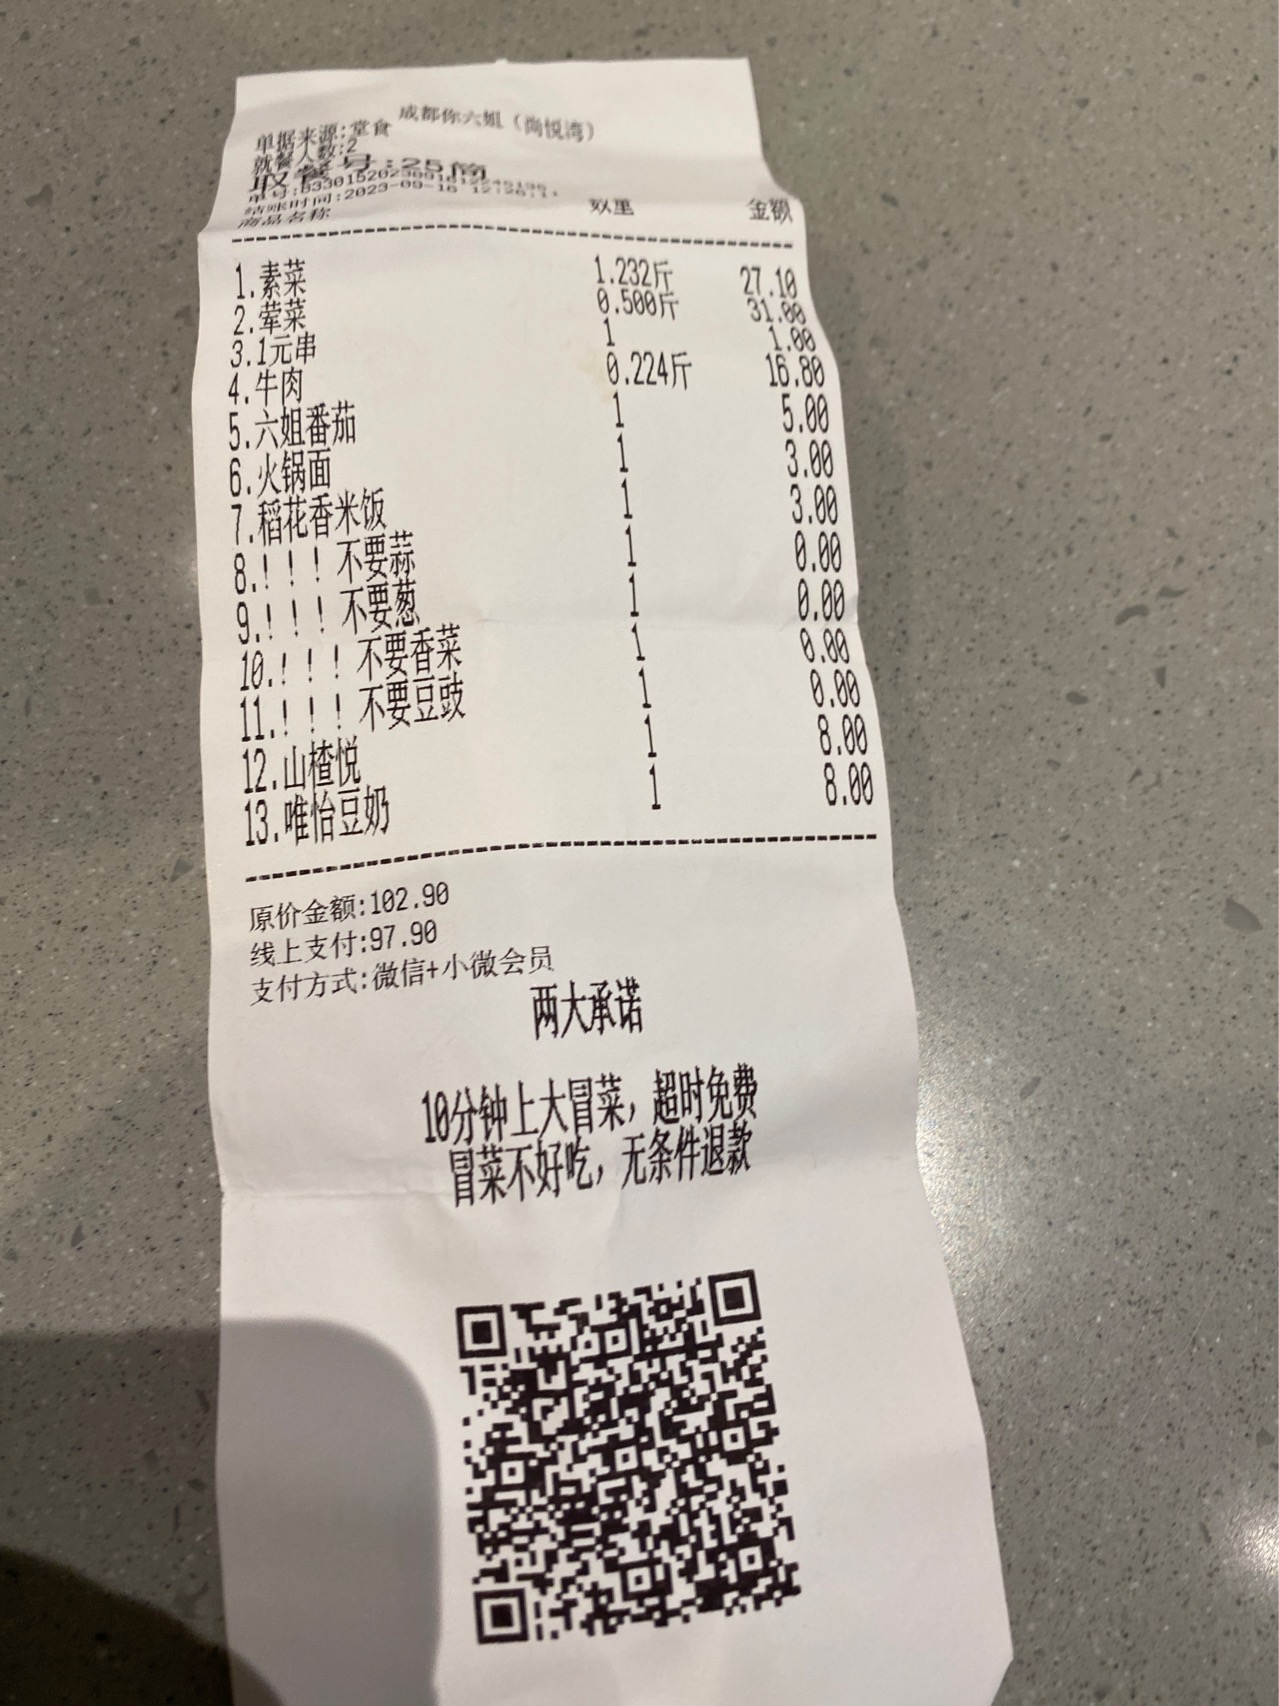 成都你六姐（尚悦湾）
单据来源:堂食
就餐人数:2
取餐号:25
结账时间:2023-09-16
商品名称 数量 金额
1.素菜 1.232斤 27.10
2.荤菜 0.500斤 31.00
3.1元串 1 1.00
4.牛肉 0.224斤 16.80
5.六姐番茄 1 5.00
6.火锅面 1 3.00
7.稻花香米饭 1 3.00
8.!!!不要蒜 1 0.00
9.!!!不要葱 1 0.00
10.!!!不要香菜 1 0.00
11.!!!不要豆豉 1 0.00
12.山楂悦 1 8.00
13.唯怡豆奶 1 8.00
原价金额:102.90
线上支付:97.90
支付方式:微信+小微会员
两大承诺
10分钟上大冒菜，超时免费
冒菜不好吃，无条件退款